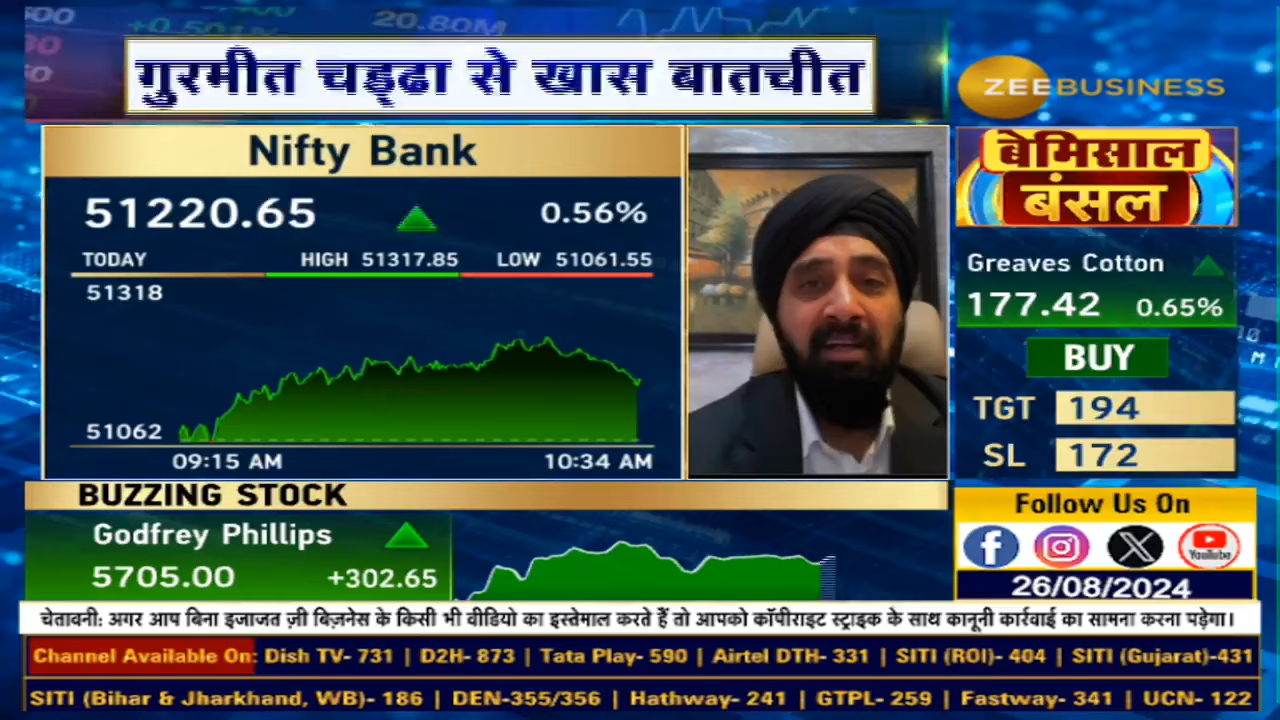 +0.501%
20.80M
गुरमीत चड्ढा से खास बातचीत
ZEEBUSINESS
Nifty Bank
51220.65 0.56%
TODAY HIGH 51317.85 LOW 51061.55
51318
51062
09:15 AM 10:34 AM
बेमिसाल
बंसल
Greaves Cotton
177.42 0.65%
BUY
TGT 194
SL 172
BUZZING STOCK
Godfrey Phillips
5705.00 +302.65
Follow Us On
YouTube
26/08/2024
चेतावनी: अगर आप बिना इजाजत ज़ी बिज़नेस के किसी भी वीडियो का इस्तेमाल करते हैं तो आपको कॉपीराइट स्ट्राइक के साथ कानूनी कार्रवाई का सामना करना पड़ेगा।
Channel Available On: Dish TV- 731 | D2H- 873 | Tata Play- 590 | Airtel DTH- 331 | SITI (ROI)- 404 | SITI (Gujarat)-431
SITI (Bihar & Jharkhand, WB)- 186 | DEN-355/356 | Hathway- 241 | GTPL- 259 | Fastway- 341 | UCN- 122